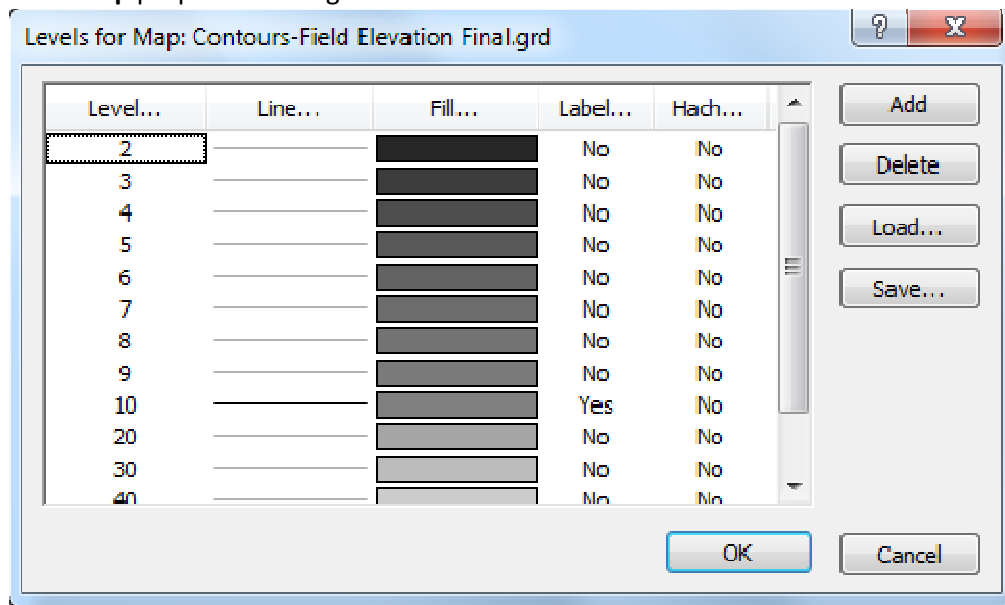 Levels for Map: Contours-Field Elevation Final.grd
Level... Line... Fill... Label... Hach... Add
2 No No
Delete
3 No No
4 No No
Load...
5 No No
6 No No
Save...
7 No No
8 No No
9 No No
10 Yes No
20 No No
30 No No
40 No No
OK Cancel